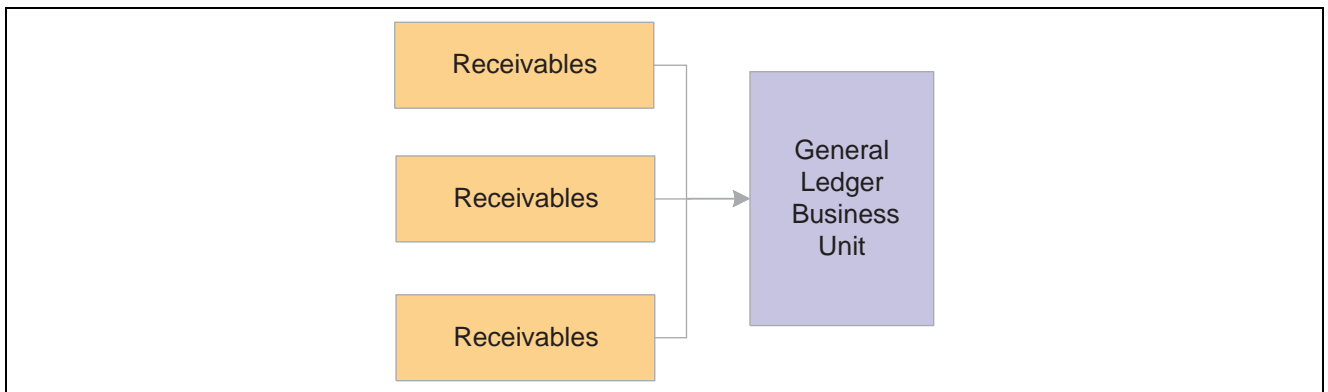 Receivables
Receivables
Receivables
General
Ledger
Business
Unit